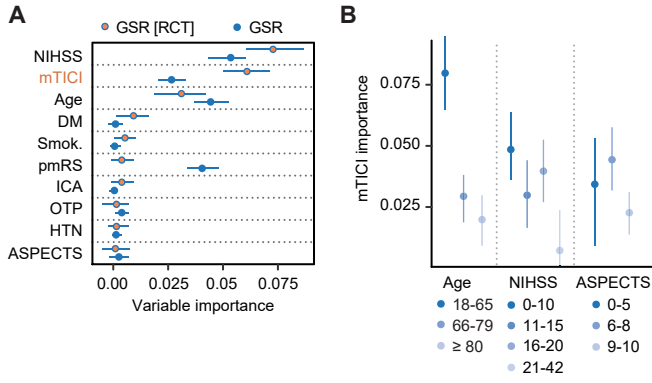 A
GSR [RCT] GSR
NIHSS
mTICI
Age
DM
Smok.
pmRS
ICA
OTP
HTN
ASPECTS
0.00 0.025 0.05 0.075
Variable importance
B
mTICI importance
0.075
0.050
0.025
Age NIHSS ASPECTS
18-65 0-10 0-5
66-79 11-15 6-8
≥ 80 16-20 9-10
21-42